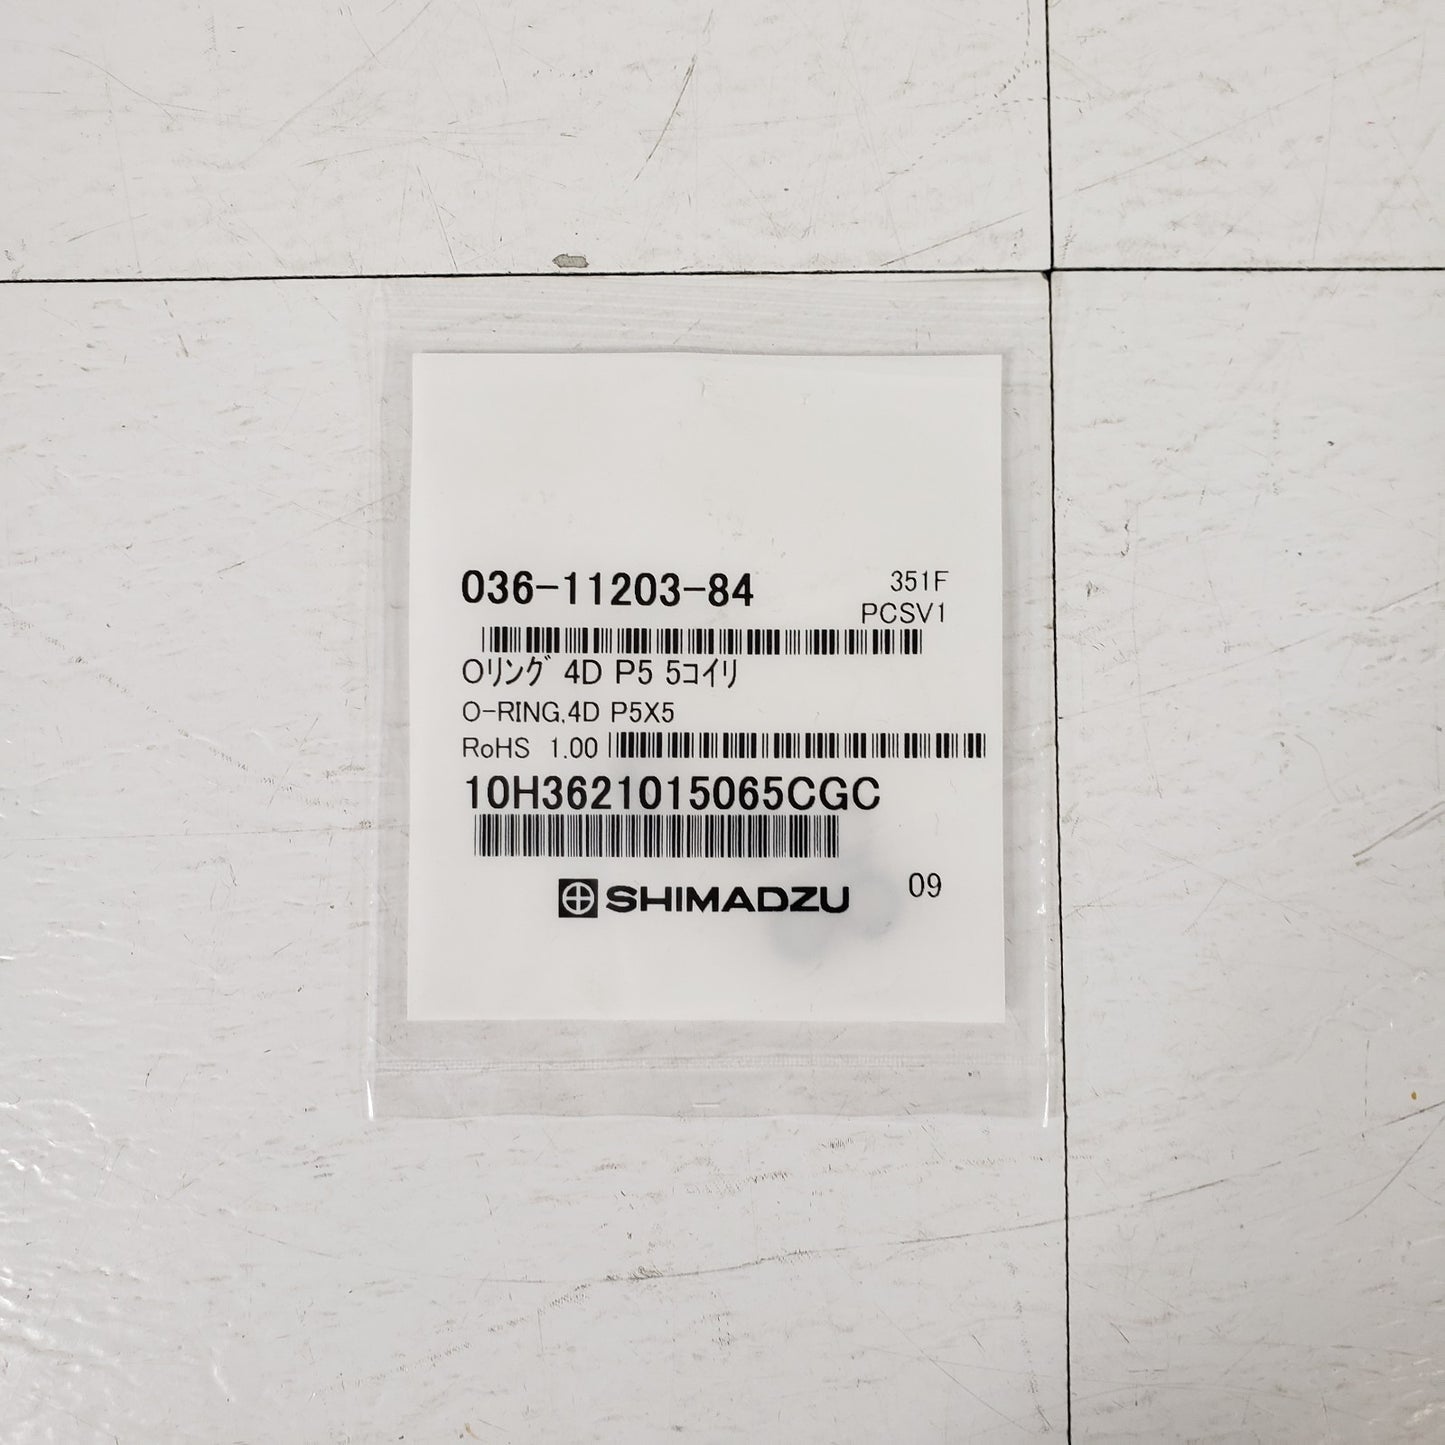 036-11203-84
351F
PCSV1
Oﾘﾝｸﾞ 4D P5 5ｺｲﾘ
O-RING,4D P5X5
RoHS 1.00
10H3621015065CGC
SHIMADZU
09